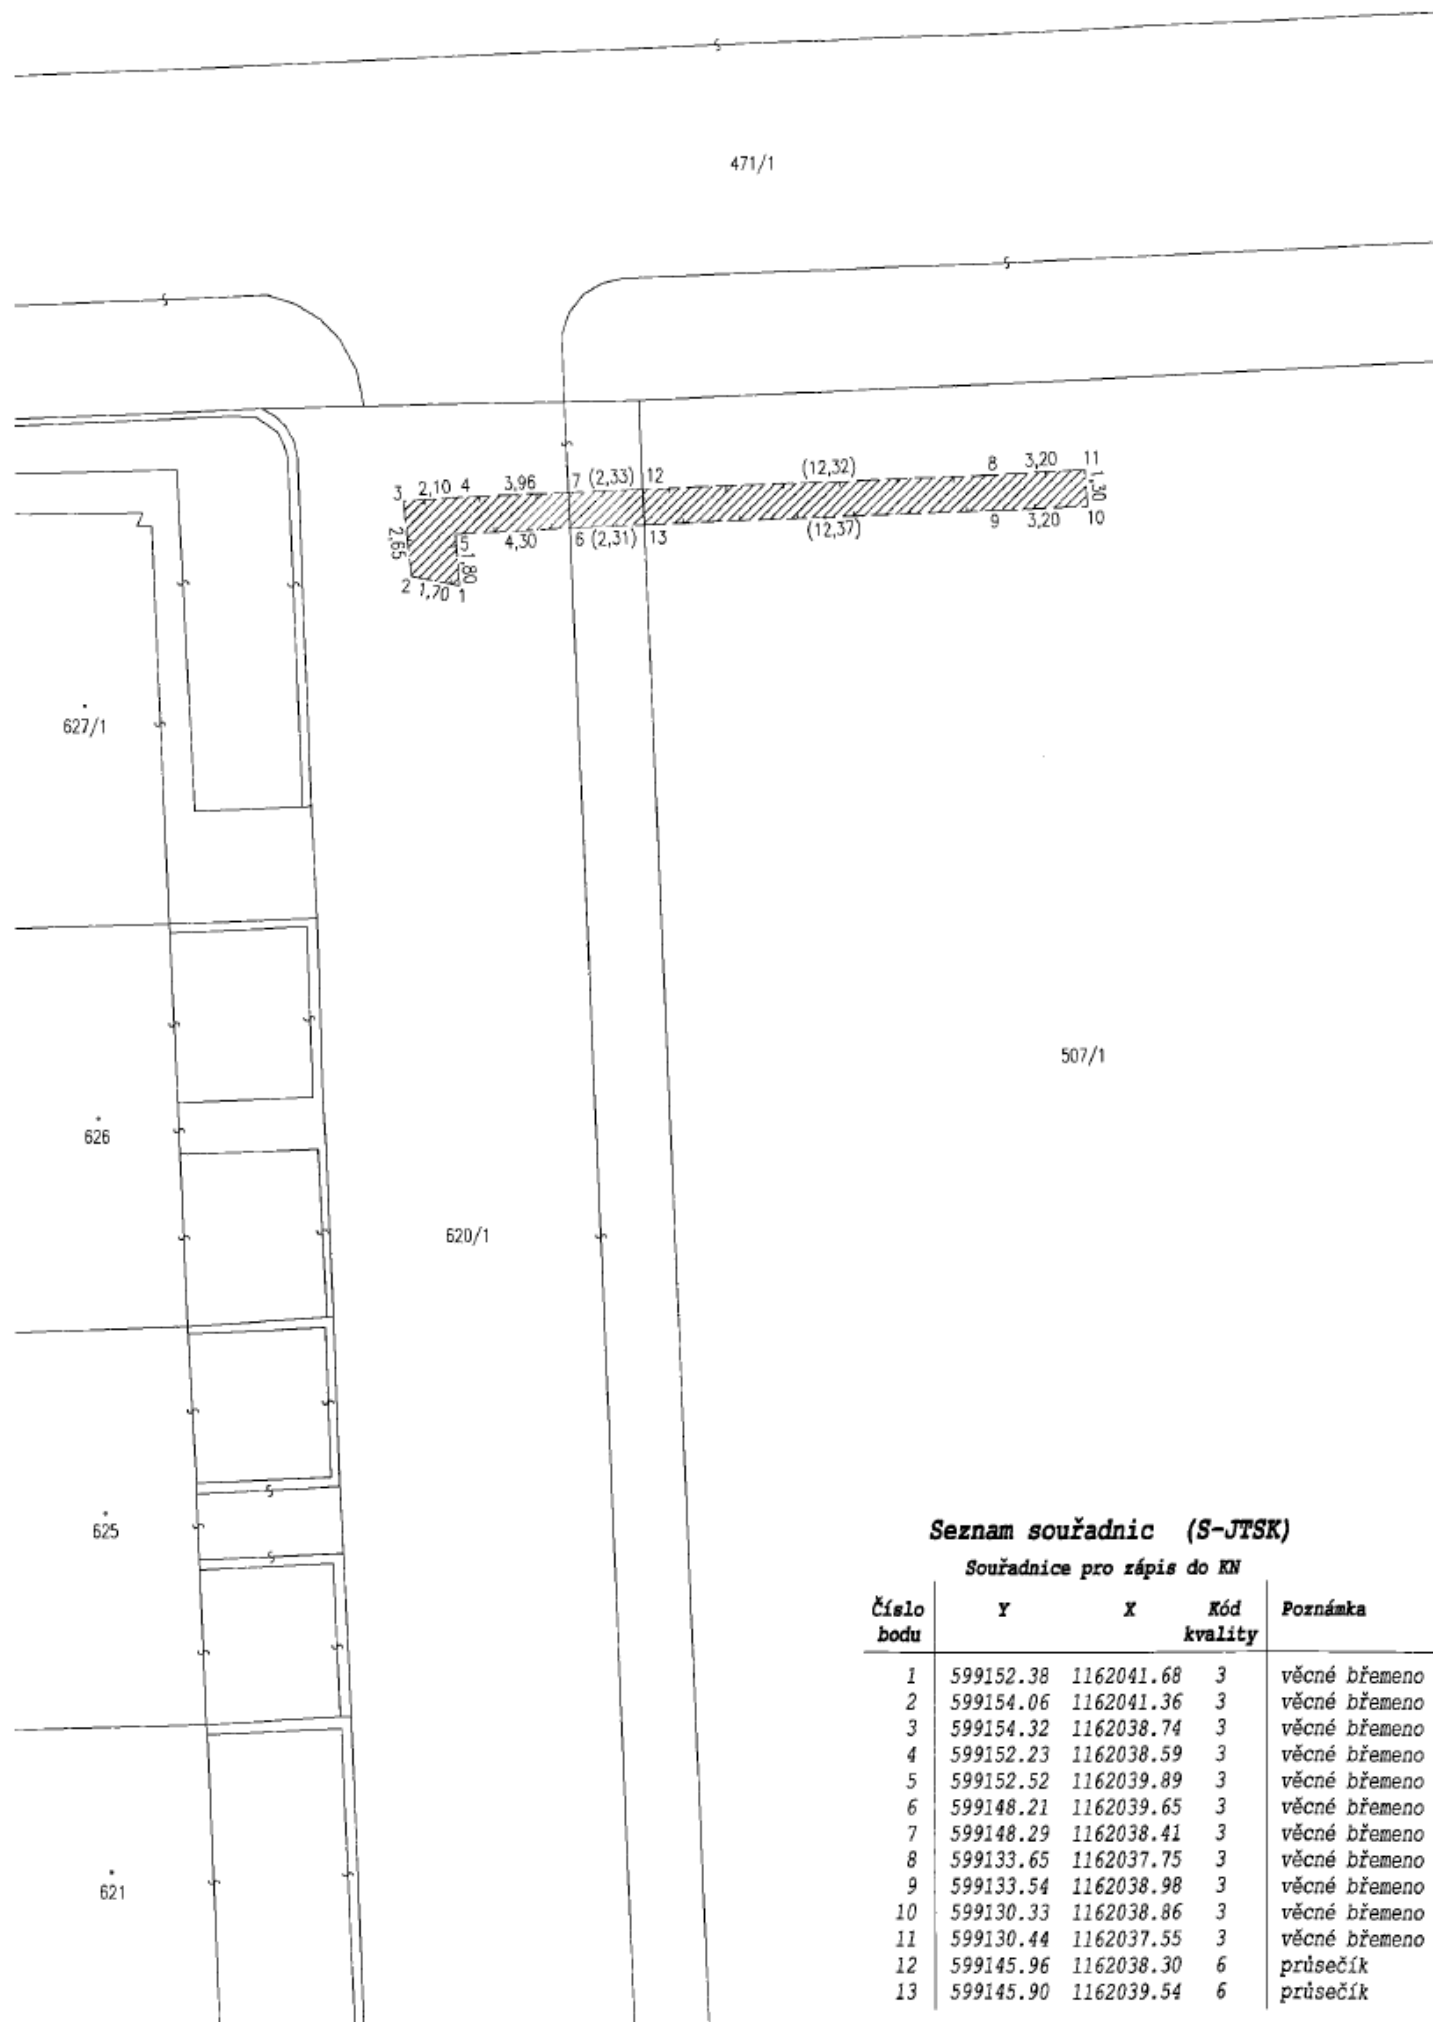 471/1
3 2,10 4 3,96 7 (2,33) 12 (12,32) 8 3,20 11
2,65 5 1,80 4,30 6 (2,31) 13 (12,37) 9 3,20 10 1,30
2 1,70 1
627/1
507/1
626
620/1
625
621
Seznam souřadnic (S-JTSK)
Souřadnice pro zápis do KN
Číslo bodu Y X Kód kvality Poznámka
1 599152.38 1162041.68 3 věcné břemeno
2 599154.06 1162041.36 3 věcné břemeno
3 599154.32 1162038.74 3 věcné břemeno
4 599152.23 1162038.59 3 věcné břemeno
5 599152.52 1162039.89 3 věcné břemeno
6 599148.21 1162039.65 3 věcné břemeno
7 599148.29 1162038.41 3 věcné břemeno
8 599133.65 1162037.75 3 věcné břemeno
9 599133.54 1162038.98 3 věcné břemeno
10 599130.33 1162038.86 3 věcné břemeno
11 599130.44 1162037.55 3 věcné břemeno
12 599145.96 1162038.30 6 průsečík
13 599145.90 1162039.54 6 průsečík